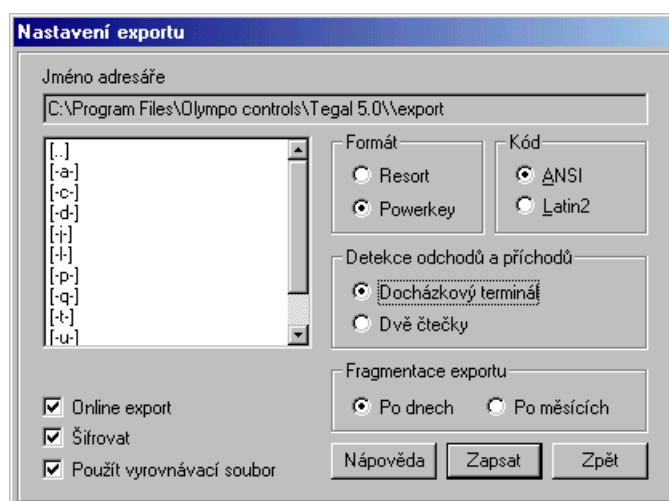 Nastavení exportu
Jméno adresáře
C:\Program Files\Olympo controls\Tegal 5.0\\export
[..]
[-a-]
[-c-]
[-d-]
[-j-]
[-l-]
[-p-]
[-q-]
[-t-]
[-u-]
Formát
Resort
Powerkey
Kód
ANSI
Latin2
Detekce odchodů a příchodů
Docházkový terminál
Dvě čtečky
Fragmentace exportu
Po dnech
Po měsících
Online export
Šifrovat
Použít vyrovnávací soubor
Nápověda
Zapsat
Zpět